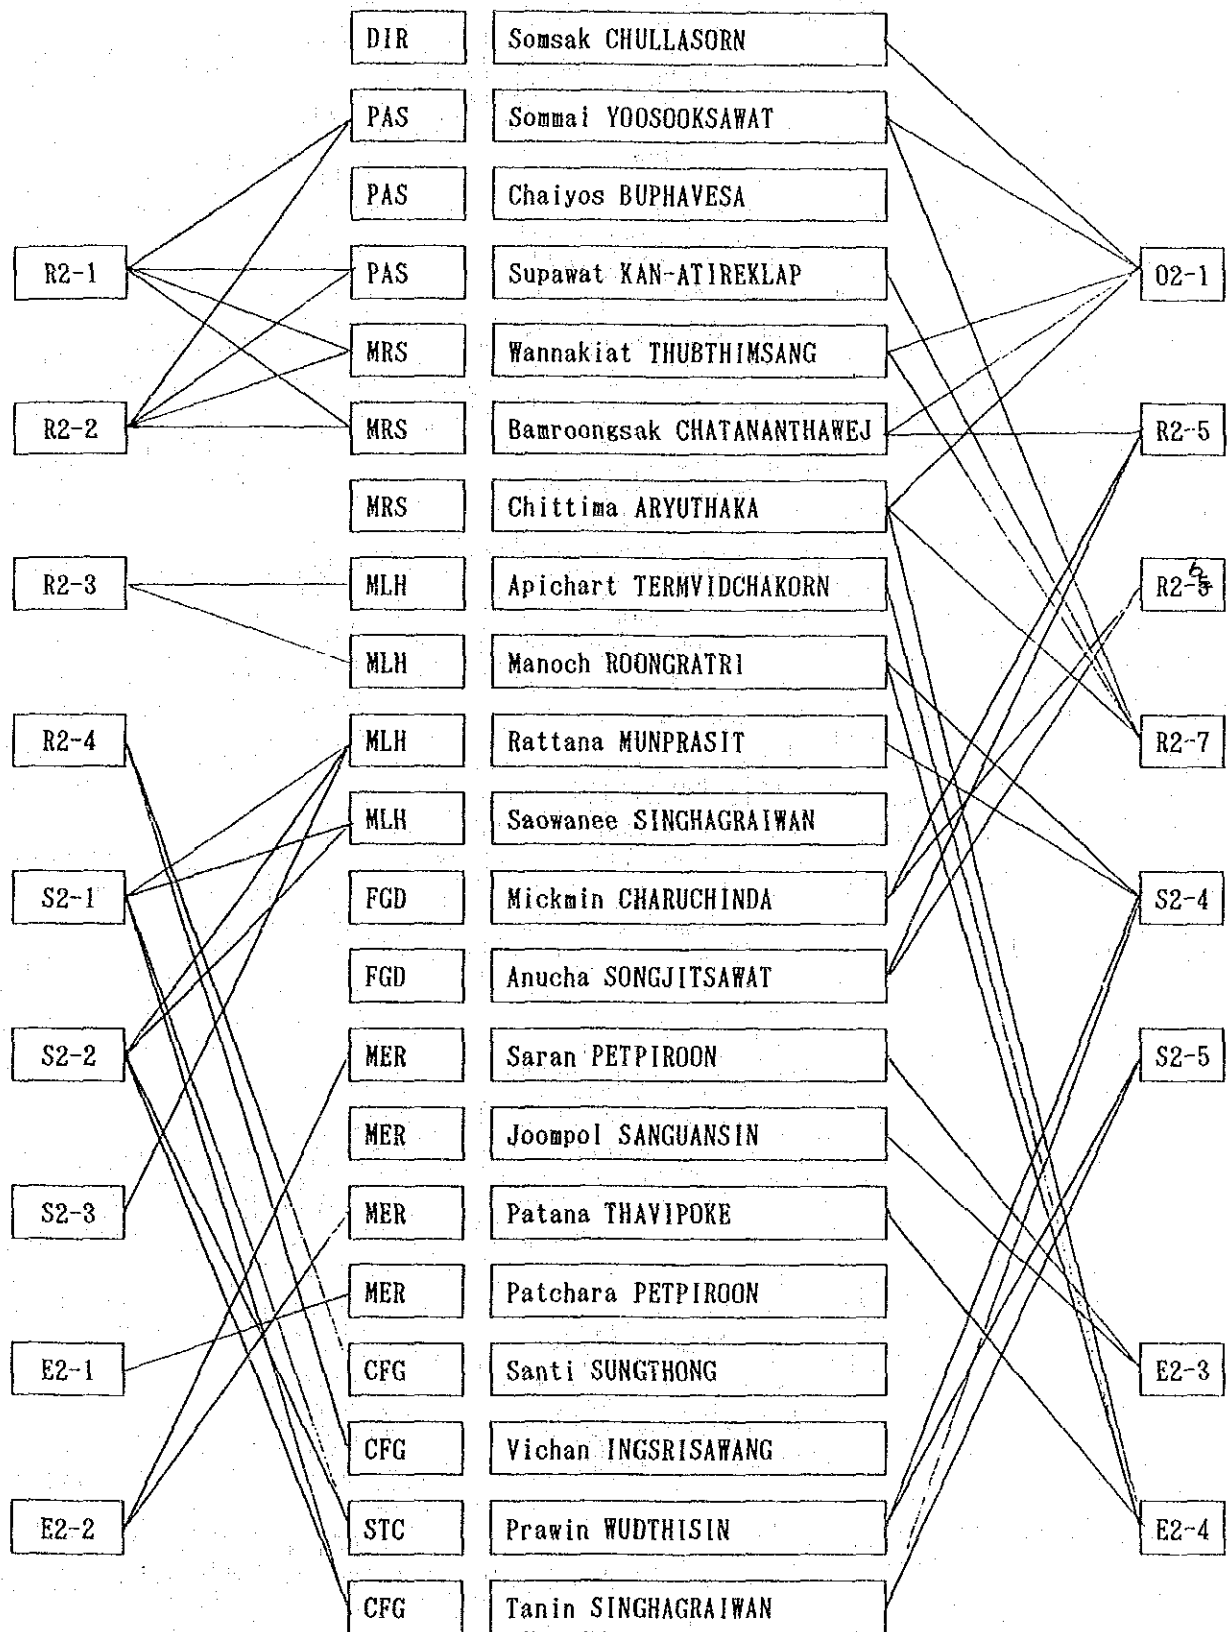 DIR Somsak CHULLASORN
PAS Sommai YOOSOOKSAWAT
PAS Chaiyos BUPHAVESA
R2-1 PAS Supawat KAN-ATIREKLAP O2-1
MRS Wannakiat THUBTHIMSANG
R2-2 MRS Bamroongsak CHATANANTHAWEJ R2-5
MRS Chittima ARYUTHAKA
R2-3 MLH Apichart TERMVIDCHAKORN R2-6
MLH Manoch ROONGRATRI
R2-4 MLH Rattana MUNPRASIT R2-7
MLH Saowanee SINGHAGRAIWAN
S2-1 FGD Mickmin CHARUCHINDA S2-4
FGD Anucha SONGJITSAWAT
S2-2 MER Saran PETPIROON S2-5
MER Joompol SANGUANSIN
S2-3 MER Patana THAVIPOKE
MER Patchara PETPIROON
E2-1 CFG Santi SUNGTHONG E2-3
CFG Vichan INGSRISAWANG
E2-2 STC Prawin WUDTHISIN E2-4
CFG Tanin SINGHAGRAIWAN